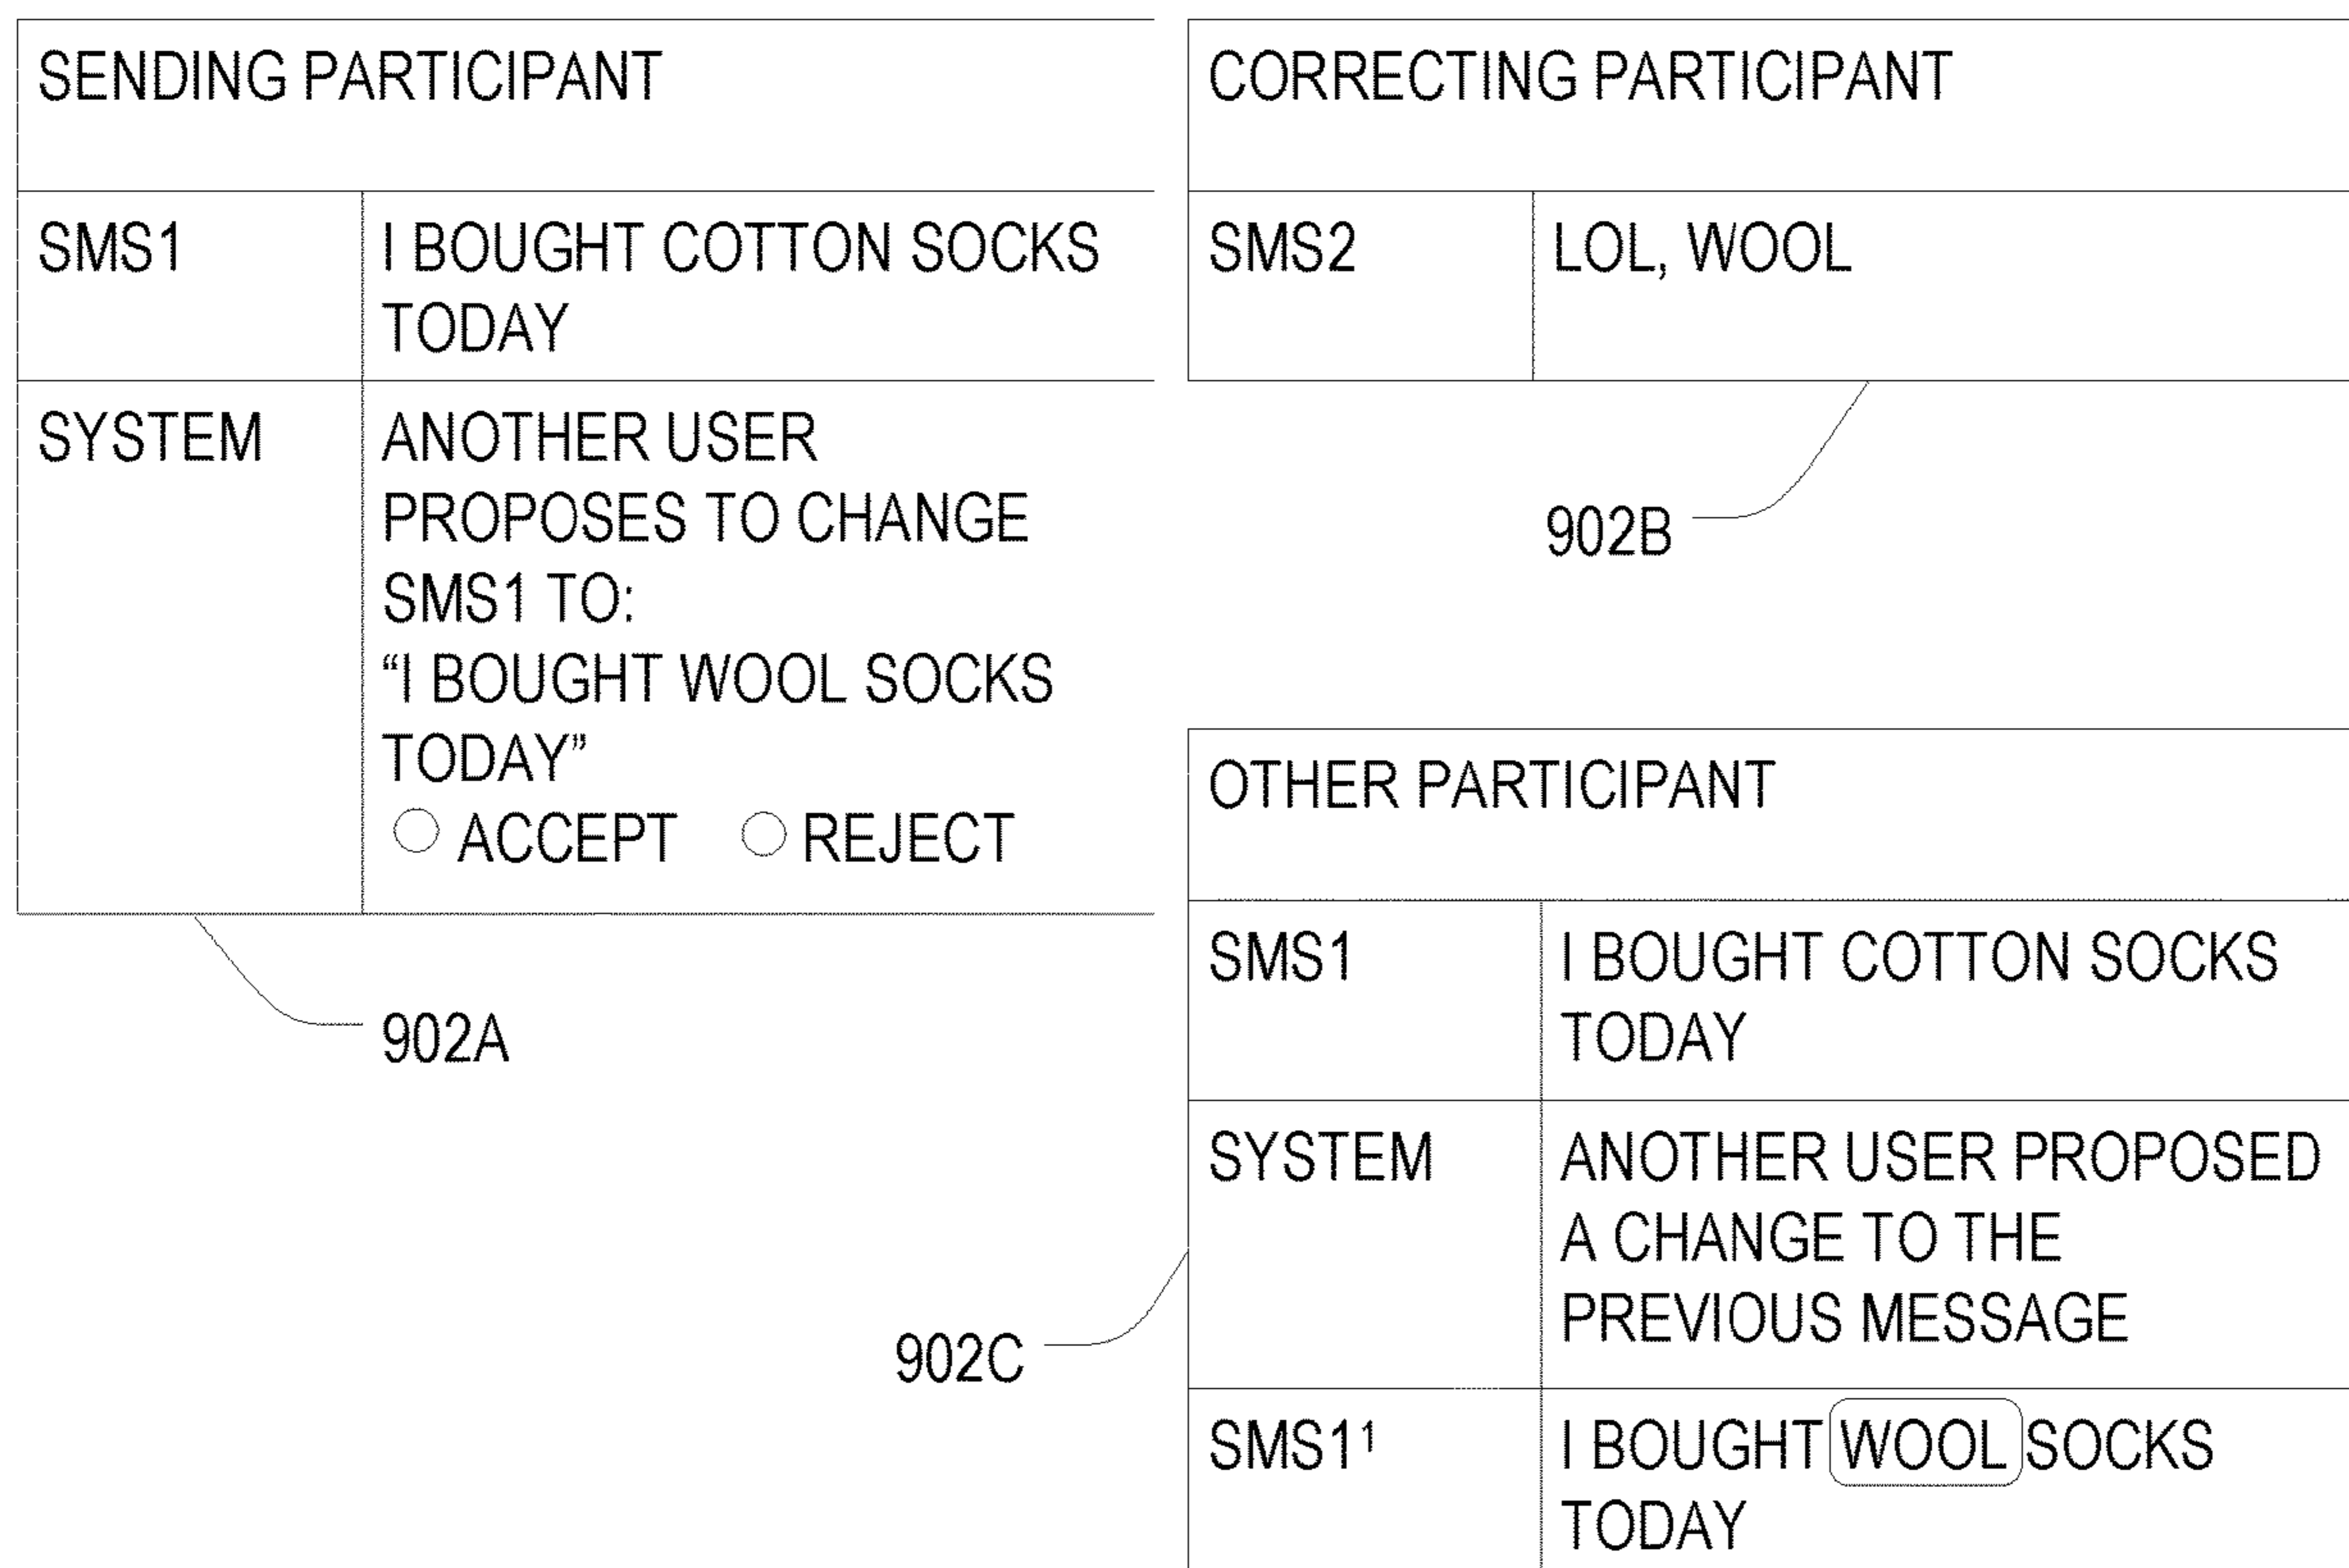 SENDING PARTICIPANT
SMS1
I BOUGHT COTTON SOCKS
TODAY
SYSTEM
ANOTHER USER
PROPOSES TO CHANGE
SMS1 TO:
“I BOUGHT WOOL SOCKS
TODAY”
ACCEPT REJECT
902A
CORRECTING PARTICIPANT
SMS2
LOL, WOOL
902B
OTHER PARTICIPANT
SMS1
I BOUGHT COTTON SOCKS
TODAY
SYSTEM
ANOTHER USER PROPOSED
A CHANGE TO THE
PREVIOUS MESSAGE
SMS1¹
I BOUGHT WOOL SOCKS
TODAY
902C